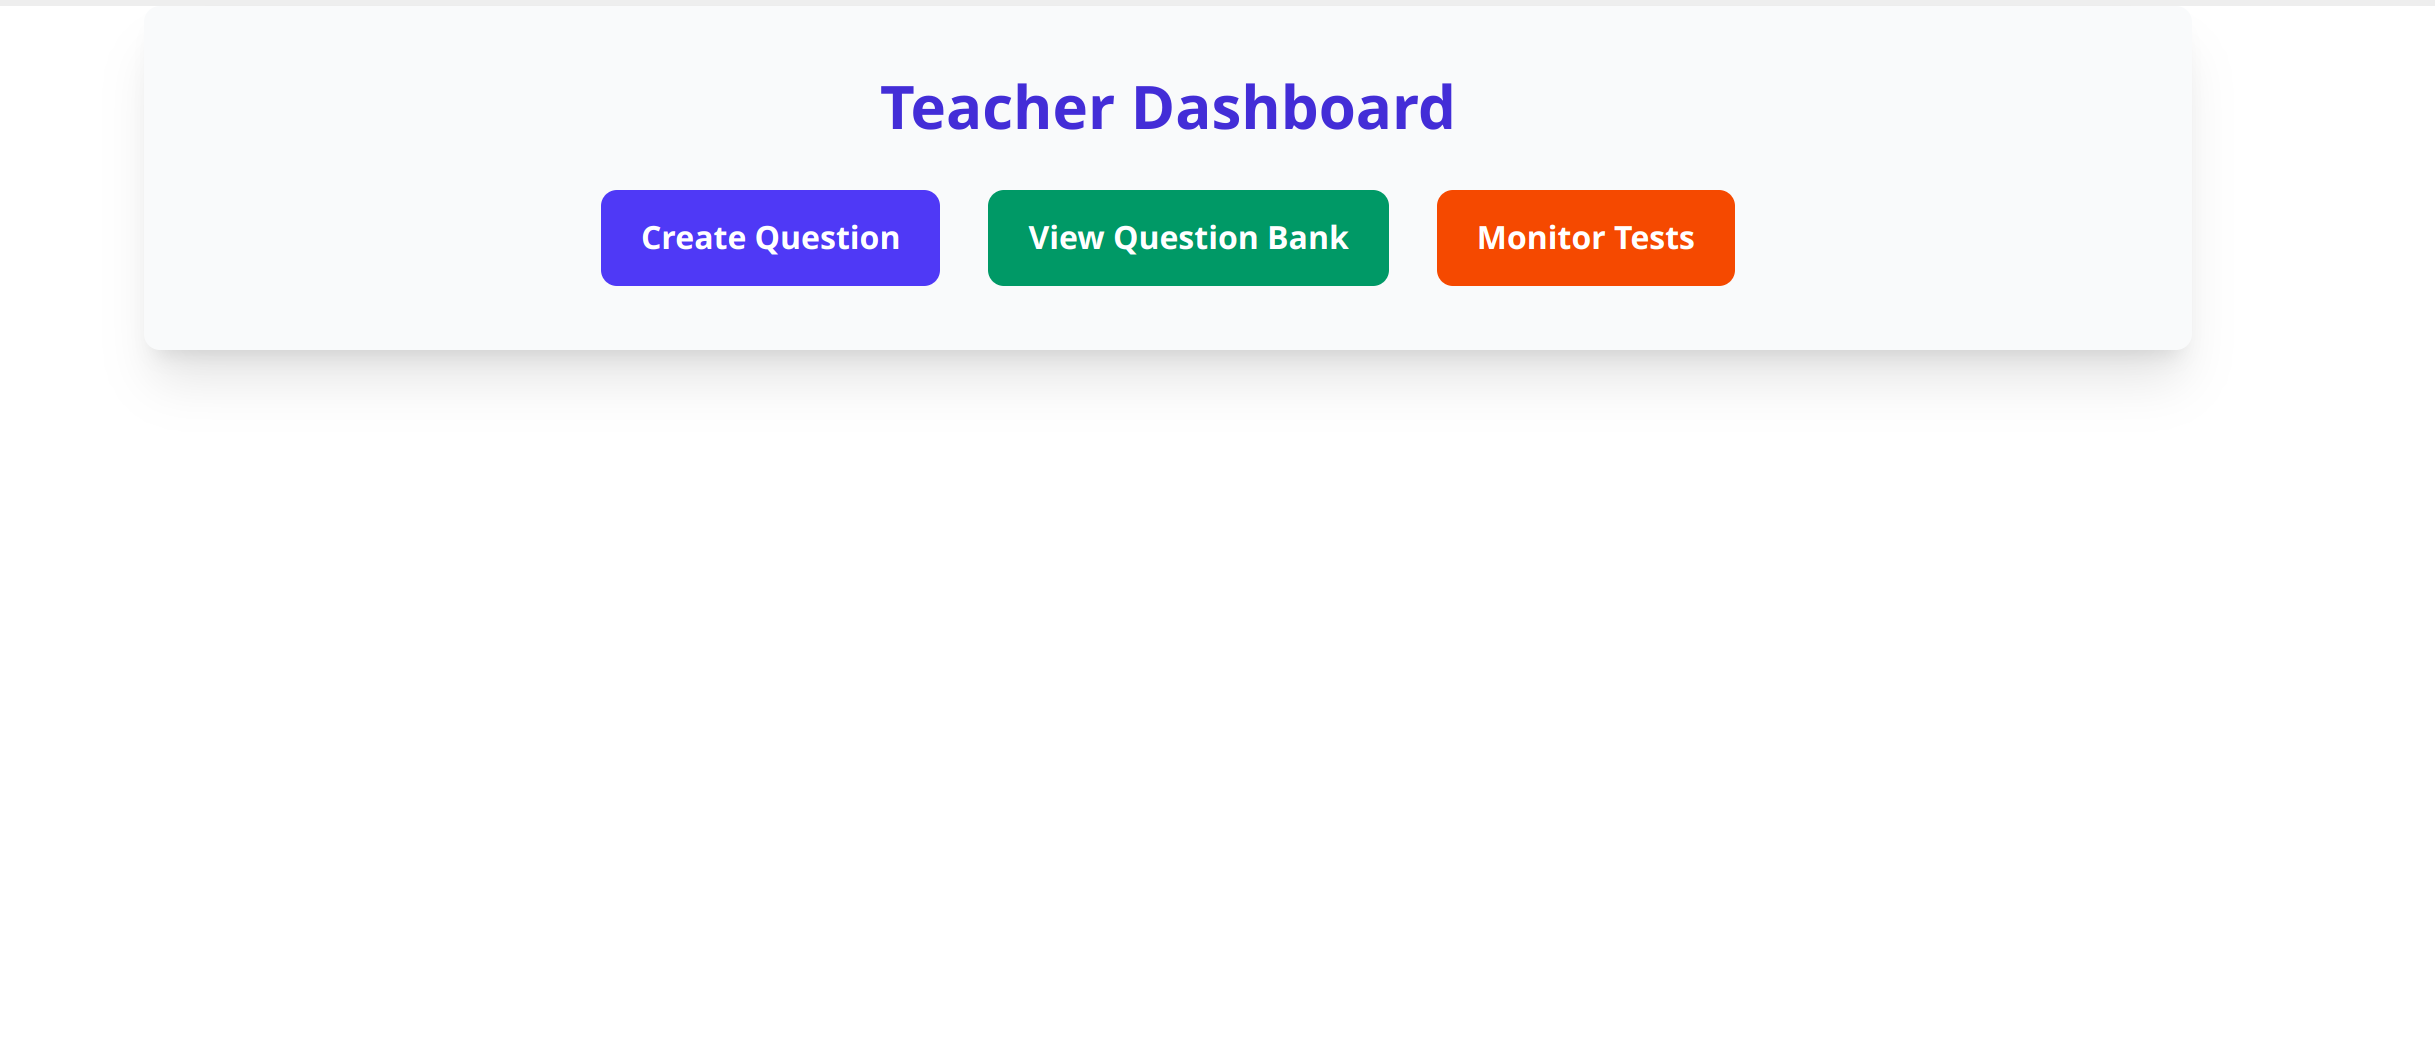 Teacher Dashboard
Create Question View Question Bank Monitor Tests